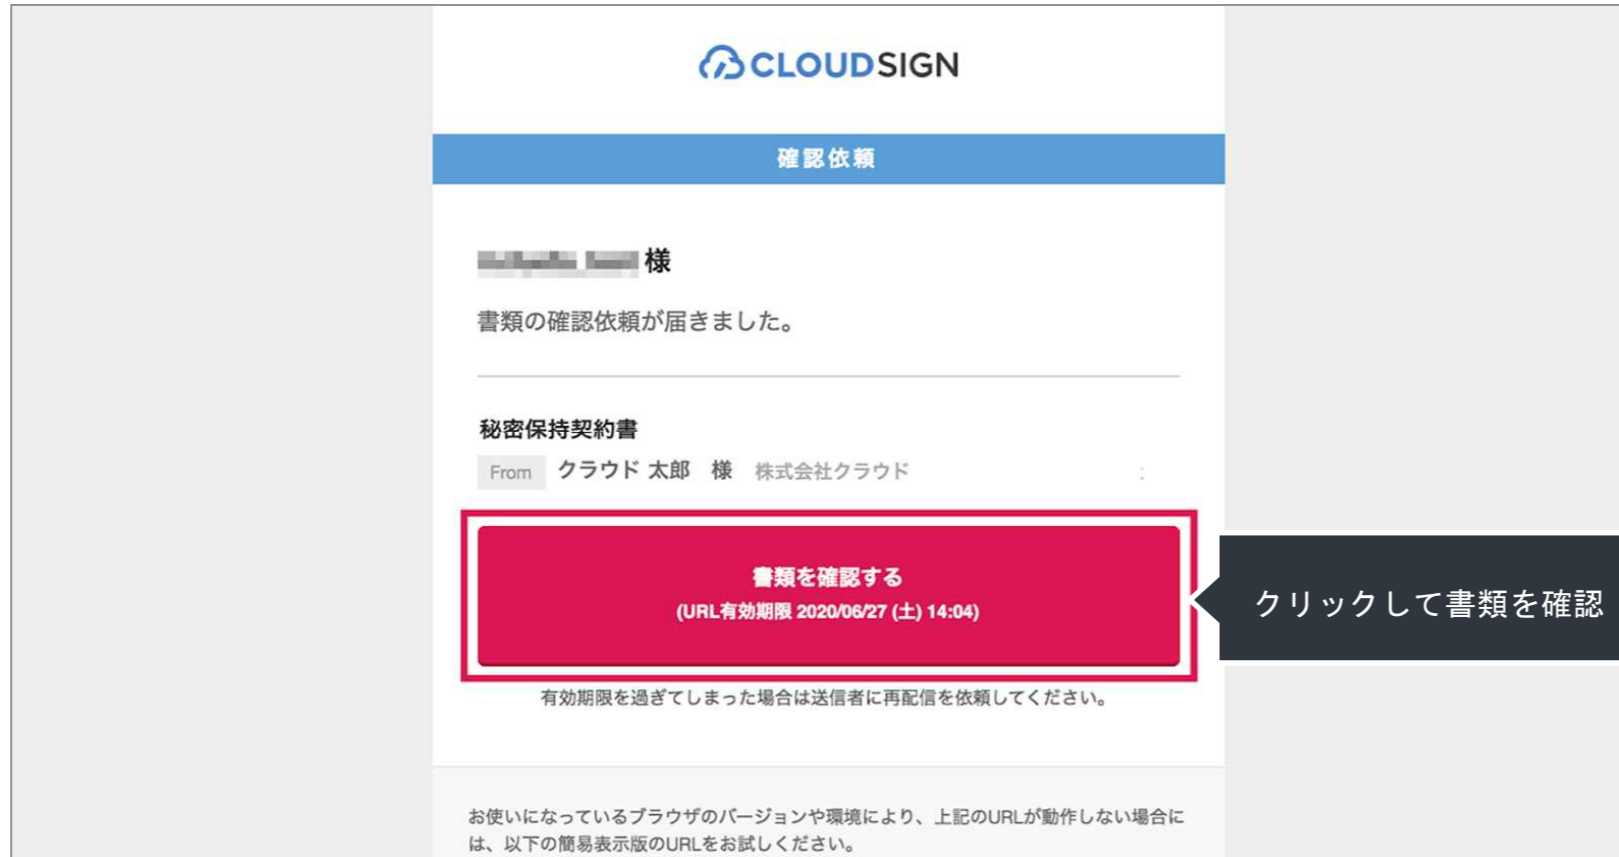 CLOUDSIGN
確認依頼
様
書類の確認依頼が届きました。
秘密保持契約書
From クラウド 太郎 様 株式会社クラウド
書類を確認する
(URL有効期限 2020/06/27 (土) 14:04)
クリックして書類を確認
有効期限を過ぎてしまった場合は送信者に再配信を依頼してください。
お使いになっているブラウザのバージョンや環境により、上記のURLが動作しない場合に
は、以下の簡易表示版のURLをお試しください。